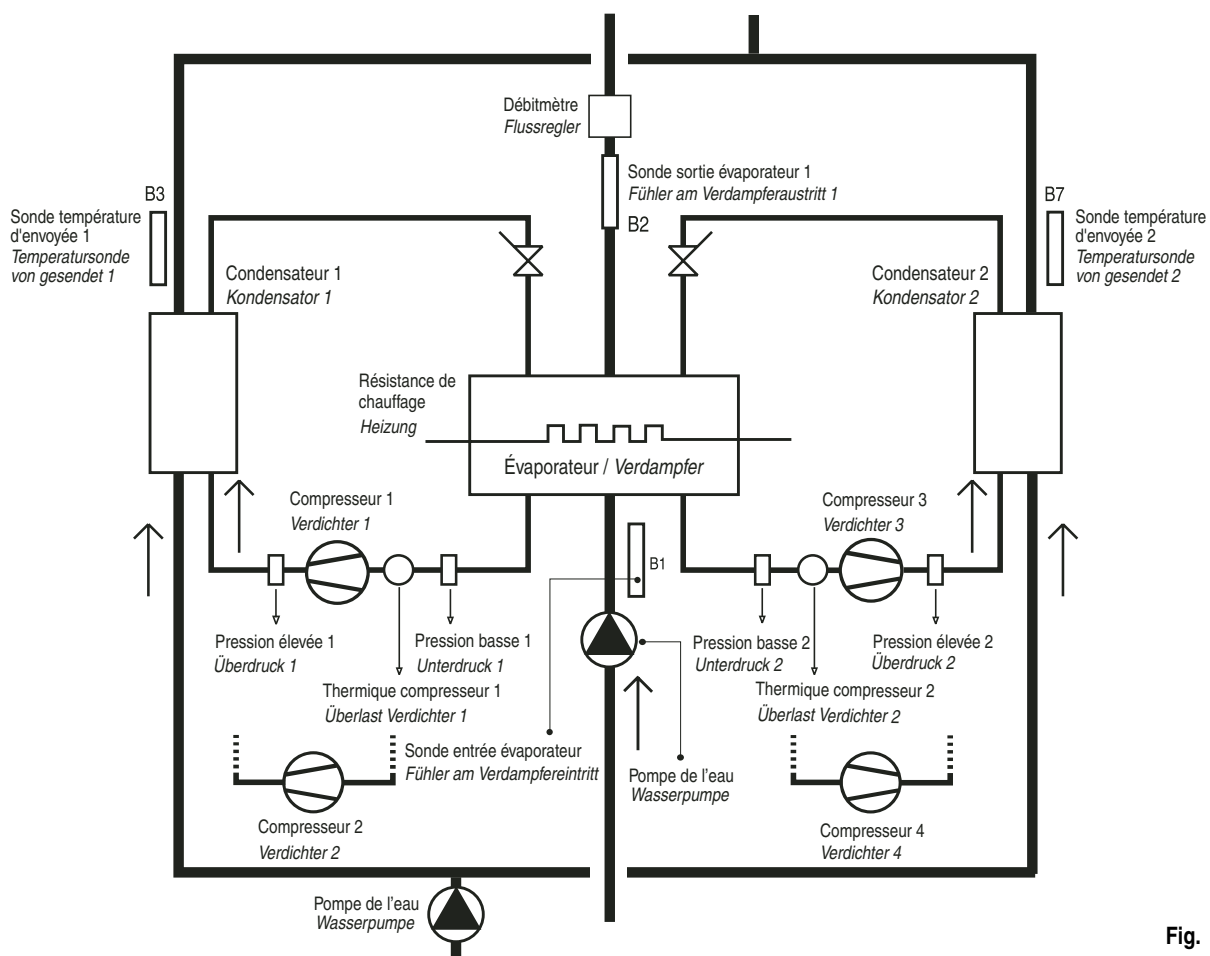 Débitmètre
Flussregler
Sonde sortie évaporateur 1
Fühler am Verdampferaustritt 1
B2
B3
Sonde température
d'envoyée 1
Temperatursonde
von gesendet 1
B7
Sonde température
d'envoyée 2
Temperatursonde
von gesendet 2
Condensateur 1
Kondensator 1
Condensateur 2
Kondensator 2
Résistance de
chauffage
Heizung
Évaporateur / Verdampfer
Compresseur 1
Verdichter 1
Compresseur 3
Verdichter 3
B1
Pression élevée 1
Überdruck 1
Pression basse 1
Unterdruck 1
Pression basse 2
Unterdruck 2
Pression élevée 2
Überdruck 2
Thermique compresseur 1
Überlast Verdichter 1
Thermique compresseur 2
Überlast Verdichter 2
Sonde entrée évaporateur
Fühler am Verdampfereintritt
Pompe de l'eau
Wasserpumpe
Compresseur 2
Verdichter 2
Compresseur 4
Verdichter 4
Pompe de l'eau
Wasserpumpe
Fig.